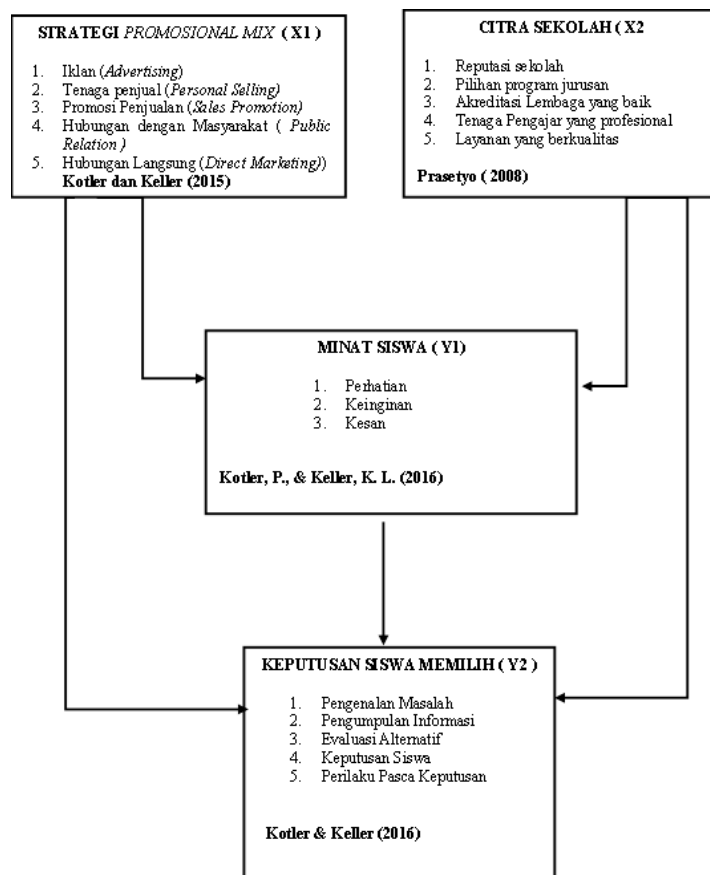 STRATEGI PROMOSIONAL MIX ( X1 )
1. Iklan (Advertising)
2. Tenaga penjual (Personal Selling)
3. Promosi Penjualan (Sales Promotion)
4. Hubungan dengan Masyarakat ( Public
Relation )
5. Hubungan Langsung (Direct Marketing))
Kotler dan Keller (2015)
CITRA SEKOLAH ( X2
1. Reputasi sekolah
2. Pilihan program jurusan
3. Akreditasi Lembaga yang baik
4. Tenaga Pengajar yang profesional
5. Layanan yang berkualitas
Prasetyo ( 2008)
MINAT SISWA ( Y1)
1. Perhatian
2. Keinginan
3. Kesan
Kotler, P., & Keller, K. L. (2016)
KEPUTUSAN SISWA MEMILIH ( Y2 )
1. Pengenalan Masalah
2. Pengumpulan Informasi
3. Evaluasi Alternatif
4. Keputusan Siswa
5. Perilaku Pasca Keputusan
Kotler & Keller (2016)